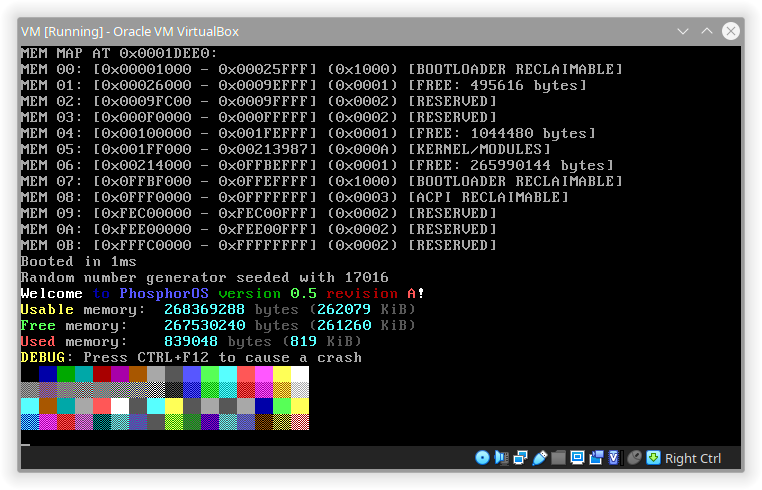 VM [Running] - Oracle VM VirtualBox
MEM MAP AT 0x0001DEE0:
MEM 00: [0x00001000 - 0x00025FFF] (0x1000) [BOOTLOADER RECLAIMABLE]
MEM 01: [0x00026000 - 0x0009EFFF] (0x0001) [FREE: 495616 bytes]
MEM 02: [0x0009FC00 - 0x0009FFFF] (0x0002) [RESERVED]
MEM 03: [0x000F0000 - 0x000FFFFF] (0x0002) [RESERVED]
MEM 04: [0x00100000 - 0x001FEFFF] (0x0001) [FREE: 1044480 bytes]
MEM 05: [0x001FF000 - 0x00213987] (0x000A) [KERNEL/MODULES]
MEM 06: [0x00214000 - 0x0FFBEFFF] (0x0001) [FREE: 265990144 bytes]
MEM 07: [0x0FFBF000 - 0x0FFEFFFF] (0x1000) [BOOTLOADER RECLAIMABLE]
MEM 08: [0x0FFF0000 - 0x0FFFFFFF] (0x0003) [ACPI RECLAIMABLE]
MEM 09: [0xFEC00000 - 0xFEC00FFF] (0x0002) [RESERVED]
MEM 0A: [0xFEE00000 - 0xFEE00FFF] (0x0002) [RESERVED]
MEM 0B: [0xFFFC0000 - 0xFFFFFFFF] (0x0002) [RESERVED]
Booted in 1ms
Random number generator seeded with 17016
Welcome to PhosphorOS version 0.5 revision A!
Usable memory: 268369288 bytes (262079 KiB)
Free memory: 267530240 bytes (261260 KiB)
Used memory: 839048 bytes (819 KiB)
DEBUG: Press CTRL+F12 to cause a crash
Right Ctrl